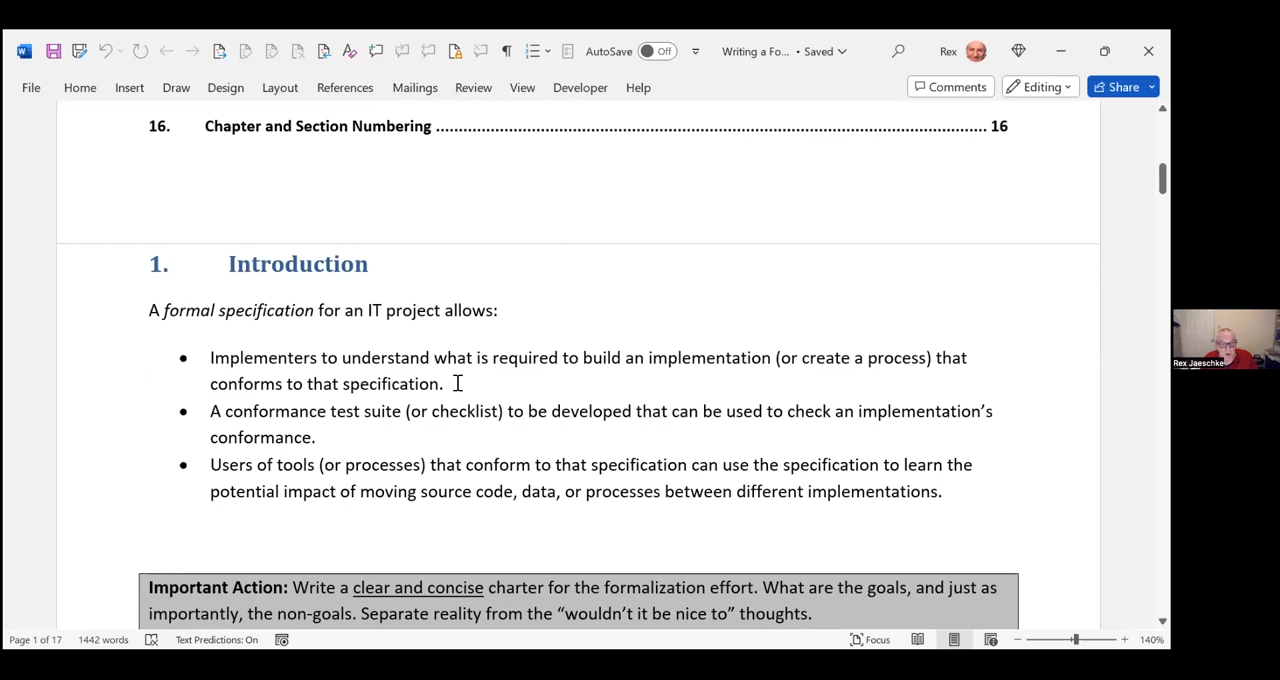 AutoSave Off Writing a Fo... • Saved Rex
File Home Insert Draw Design Layout References Mailings Review View Developer Help Comments Editing Share
16. Chapter and Section Numbering ........................................................................................................ 16
1. Introduction
A formal specification for an IT project allows:
• Implementers to understand what is required to build an implementation (or create a process) that
conforms to that specification.
• A conformance test suite (or checklist) to be developed that can be used to check an implementation’s
conformance.
• Users of tools (or processes) that conform to that specification can use the specification to learn the
potential impact of moving source code, data, or processes between different implementations.
Rex Jaeschke
Important Action: Write a clear and concise charter for the formalization effort. What are the goals, and just as
importantly, the non-goals. Separate reality from the “wouldn’t it be nice to” thoughts.
Page 1 of 17 1442 words Text Predictions: On Focus 140%